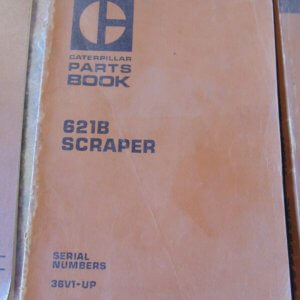 CATERPILLAR
PARTS
BOOK
621B
SCRAPER
SERIAL
NUMBERS
36V1-UP